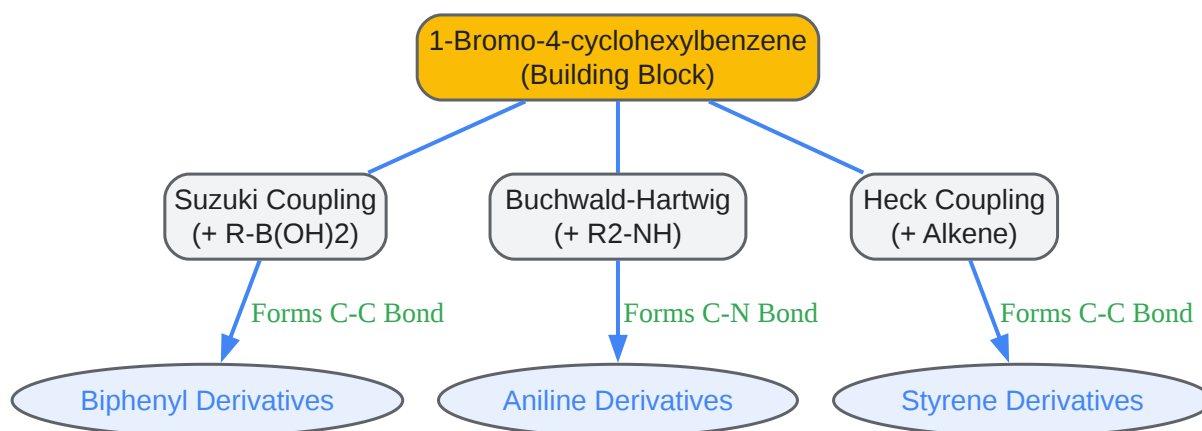 1-Bromo-4-cyclohexylbenzene
(Building Block)
Suzuki Coupling
(+ R-B(OH)2)
Buchwald-Hartwig
(+ R2-NH)
Heck Coupling
(+ Alkene)
Forms C-C Bond
Forms C-N Bond
Forms C-C Bond
Biphenyl Derivatives
Aniline Derivatives
Styrene Derivatives